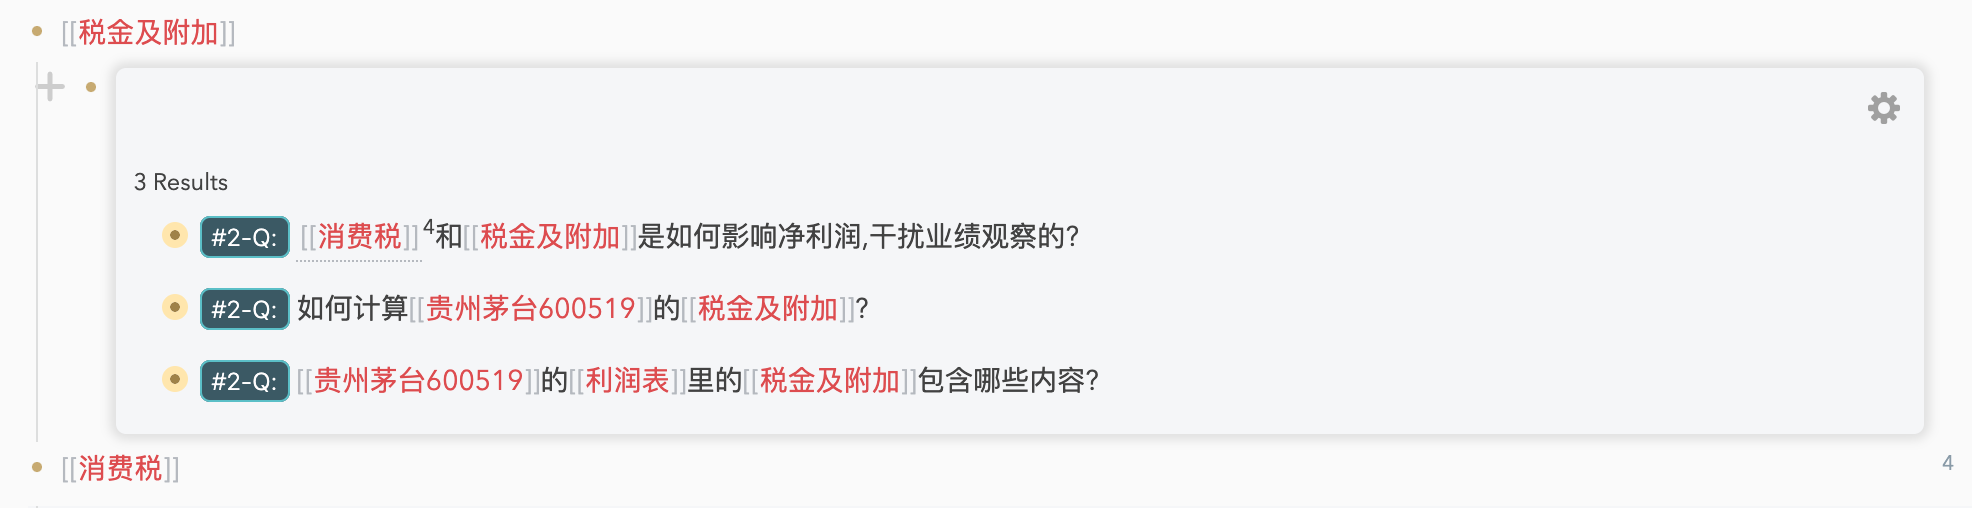 [[税金及附加]]
3 Results
#2-Q: [[消费税]]4和[[税金及附加]]是如何影响净利润,干扰业绩观察的?
#2-Q: 如何计算[[贵州茅台600519]]的[[税金及附加]]?
#2-Q: [[贵州茅台600519]]的[[利润表]]里的[[税金及附加]]包含哪些内容?
[[消费税]] 4